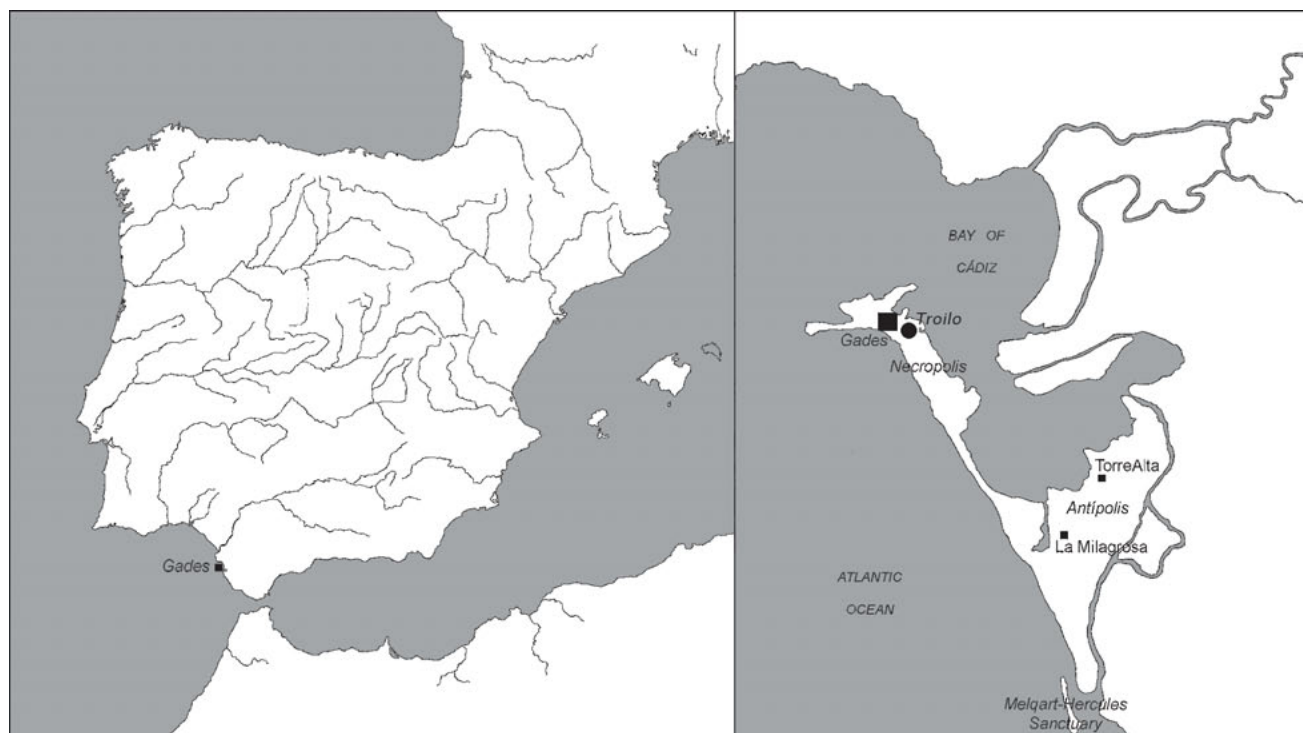 Gades
BAY OF
CÁDIZ
Troilo
Gades
Necropolis
TorreAlta
Antípolis
La Milagrosa
ATLANTIC
OCEAN
Melqart-Hercules
Sanctuary